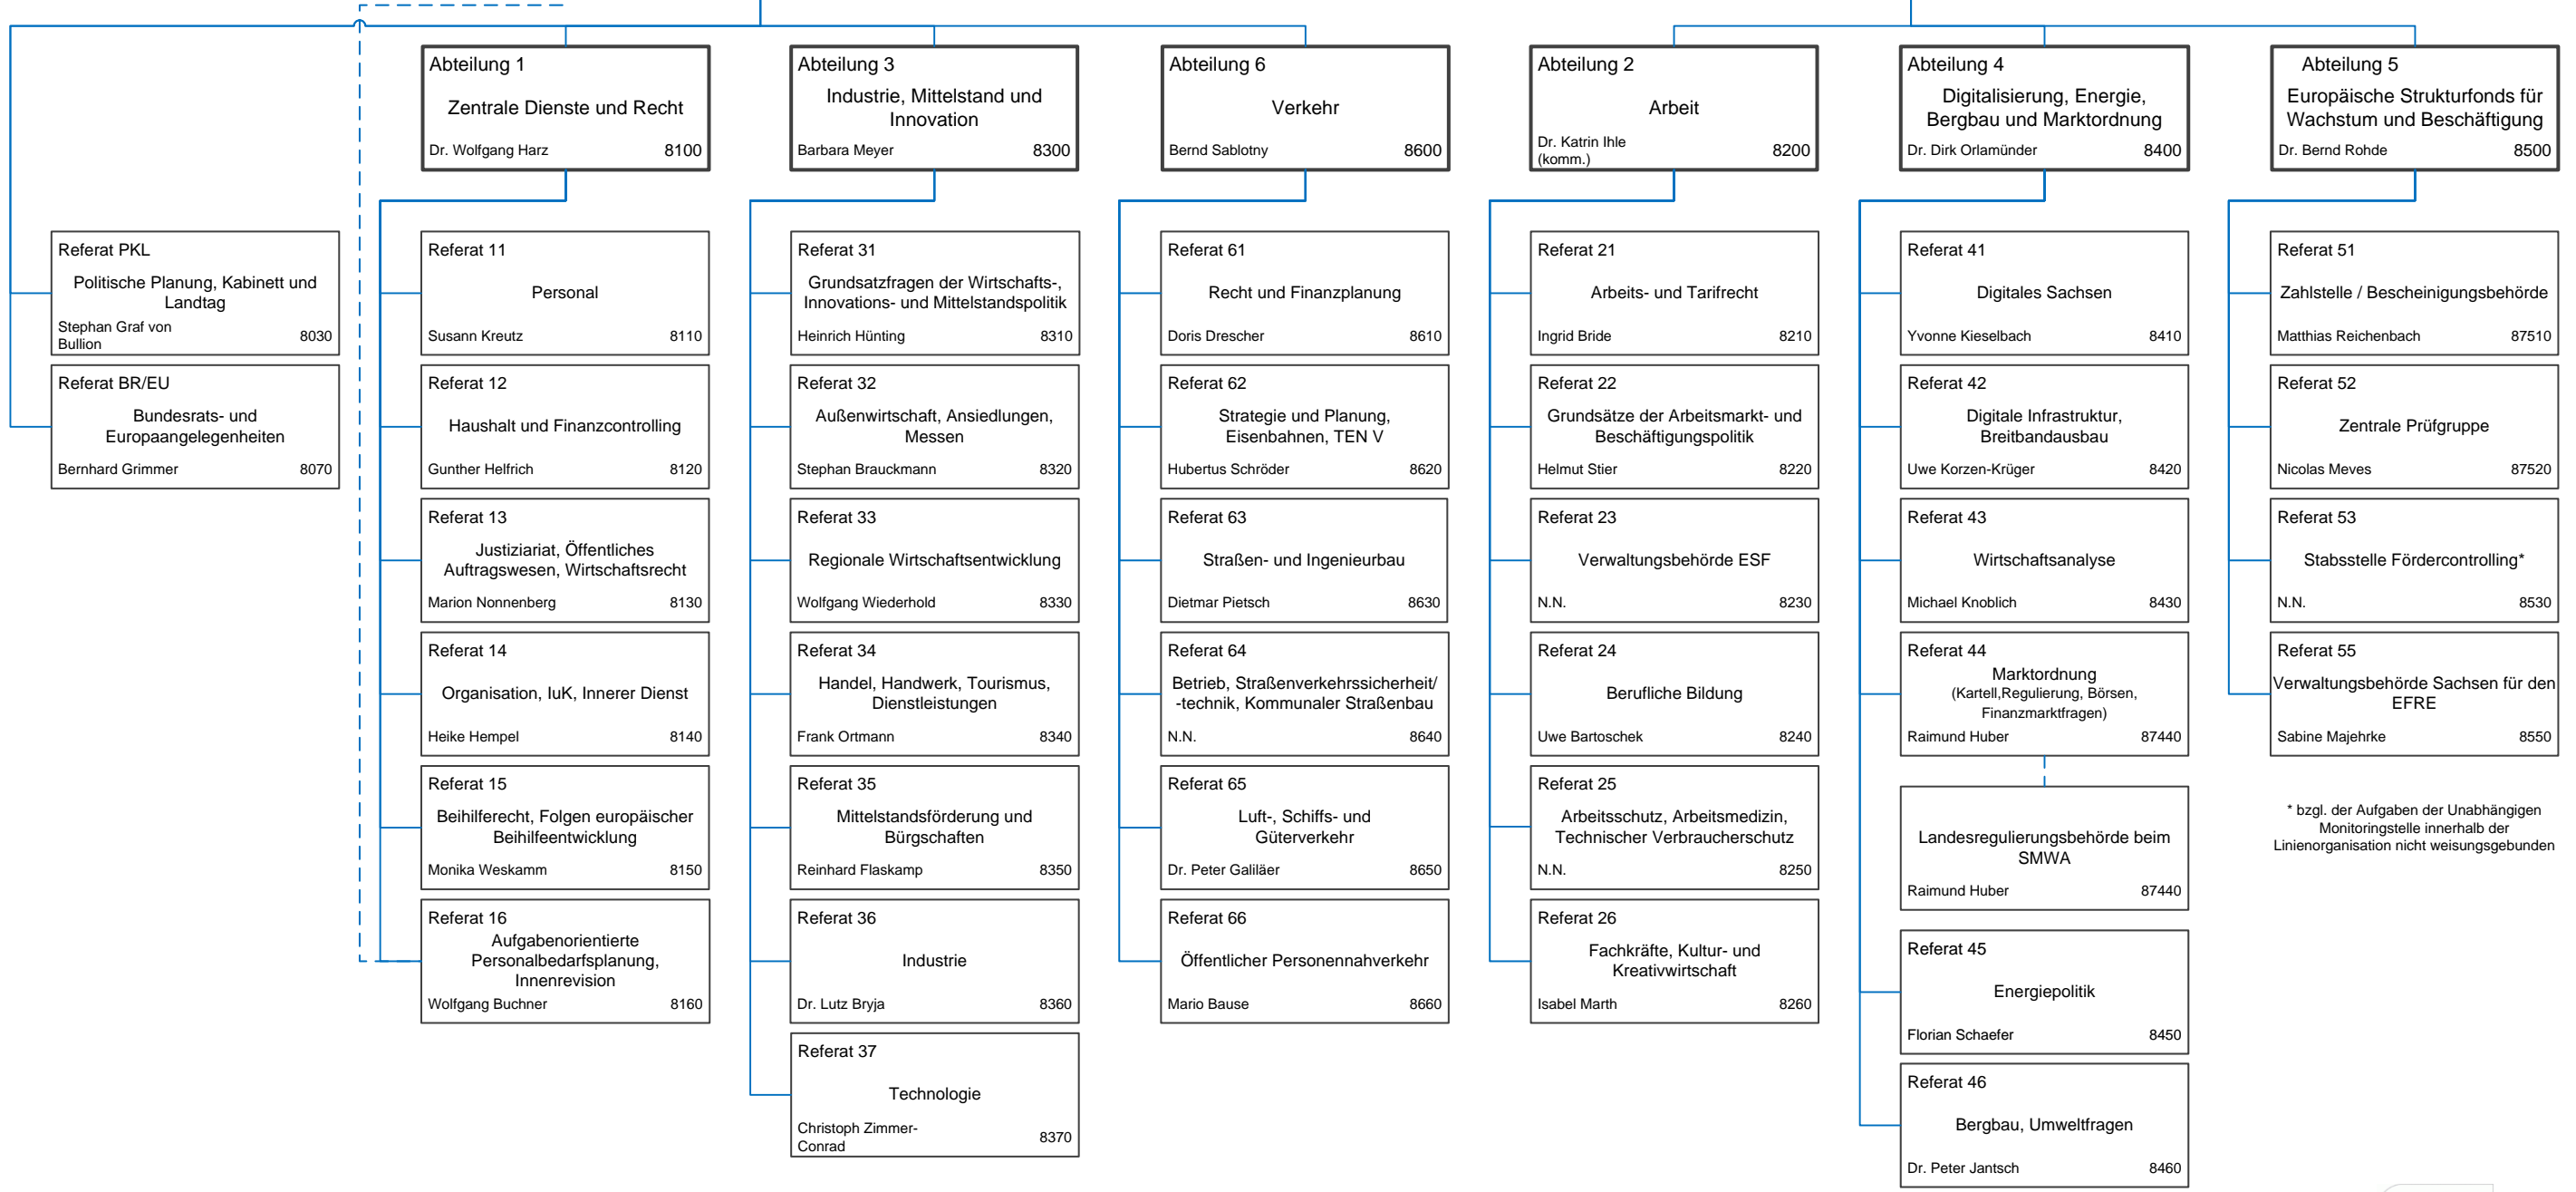 Referat PKL
Politische Planung, Kabinett und
Landtag
Stephan Graf von
Bullion
8030
Referat BR/EU
Bundesrats- und
Europaangelegenheiten
Bernhard Grimmer 8070
Abteilung 1
Zentrale Dienste und Recht
Dr. Wolfgang Harz 8100
Referat 11
Personal
Susann Kreutz 8110
Referat 12
Haushalt und Finanzcontrolling
Gunther Helfrich 8120
Referat 13
Justiziariat, Öffentliches
Auftragswesen, Wirtschaftsrecht
Marion Nonnenberg 8130
Referat 14
Organisation, IuK, Innerer Dienst
Heike Hempel 8140
Referat 15
Beihilferecht, Folgen europäischer
Beihilfeentwicklung
Monika Weskamm 8150
Referat 16
Aufgabenorientierte
Personalbedarfsplanung,
Innenrevision
Wolfgang Buchner 8160
Abteilung 3
Industrie, Mittelstand und
Innovation
Barbara Meyer 8300
Referat 31
Grundsatzfragen der Wirtschafts-,
Innovations- und Mittelstandspolitik
Heinrich Hünting 8310
Referat 32
Außenwirtschaft, Ansiedlungen,
Messen
Stephan Brauckmann 8320
Referat 33
Regionale Wirtschaftsentwicklung
Wolfgang Wiederhold 8330
Referat 34
Handel, Handwerk, Tourismus,
Dienstleistungen
Frank Ortmann 8340
Referat 35
Mittelstandsförderung und
Bürgschaften
Reinhard Flaskamp 8350
Referat 36
Industrie
Dr. Lutz Bryja 8360
Referat 37
Technologie
Christoph Zimmer-
Conrad
8370
Abteilung 6
Verkehr
Bernd Sablotny 8600
Referat 61
Recht und Finanzplanung
Doris Drescher 8610
Referat 62
Strategie und Planung,
Eisenbahnen, TEN V
Hubertus Schröder 8620
Referat 63
Straßen- und Ingenieurbau
Dietmar Pietsch 8630
Referat 64
Betrieb, Straßenverkehrssicherheit/
-technik, Kommunaler Straßenbau
N.N. 8640
Referat 65
Luft-, Schiffs- und
Güterverkehr
Dr. Peter Galiläer 8650
Referat 66
Öffentlicher Personennahverkehr
Mario Bause 8660
Abteilung 2
Arbeit
Dr. Katrin Ihle
(komm.)
8200
Referat 21
Arbeits- und Tarifrecht
Ingrid Bride 8210
Referat 22
Grundsätze der Arbeitsmarkt- und
Beschäftigungspolitik
Helmut Stier 8220
Referat 23
Verwaltungsbehörde ESF
N.N. 8230
Referat 24
Berufliche Bildung
Uwe Bartoschek 8240
Referat 25
Arbeitsschutz, Arbeitsmedizin,
Technischer Verbraucherschutz
N.N. 8250
Referat 26
Fachkräfte, Kultur- und
Kreativwirtschaft
Isabel Marth 8260
Abteilung 4
Digitalisierung, Energie,
Bergbau und Marktordnung
Dr. Dirk Orlamünder 8400
Referat 41
Digitales Sachsen
Yvonne Kieselbach 8410
Referat 42
Digitale Infrastruktur,
Breitbandausbau
Uwe Korzen-Krüger 8420
Referat 43
Wirtschaftsanalyse
Michael Knoblich 8430
Referat 44
Marktordnung
(Kartell,Regulierung, Börsen,
Finanzmarktfragen)
Raimund Huber 87440
Landesregulierungsbehörde beim
SMWA
Raimund Huber 87440
Referat 45
Energiepolitik
Florian Schaefer 8450
Referat 46
Bergbau, Umweltfragen
Dr. Peter Jantsch 8460
Abteilung 5
Europäische Strukturfonds für
Wachstum und Beschäftigung
Dr. Bernd Rohde 8500
Referat 51
Zahlstelle / Bescheinigungsbehörde
Matthias Reichenbach 87510
Referat 52
Zentrale Prüfgruppe
Nicolas Meves 87520
Referat 53
Stabsstelle Fördercontrolling*
N.N. 8530
Referat 55
Verwaltungsbehörde Sachsen für den
EFRE
Sabine Majehrke 8550
* bzgl. der Aufgaben der Unabhängigen
Monitoringstelle innerhalb der
Linienorganisation nicht weisungsgebunden